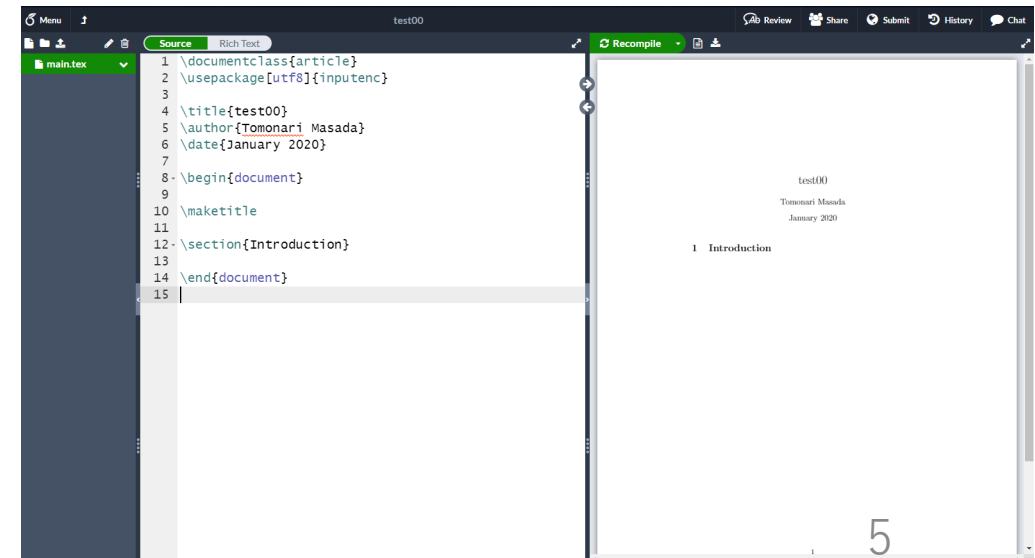 Menu
test00
Review
Share
Submit
History
Chat
Source Rich Text
Recompile
main.tex
1 \documentclass{article}
2 \usepackage[utf8]{inputenc}
3
4 \title{test00}
5 \author{Tomonari Masada}
6 \date{January 2020}
7
8 \begin{document}
9
10 \maketitle
11
12 \section{Introduction}
13
14 \end{document}
15
test00
Tomonari Masada
January 2020
1 Introduction
1
5